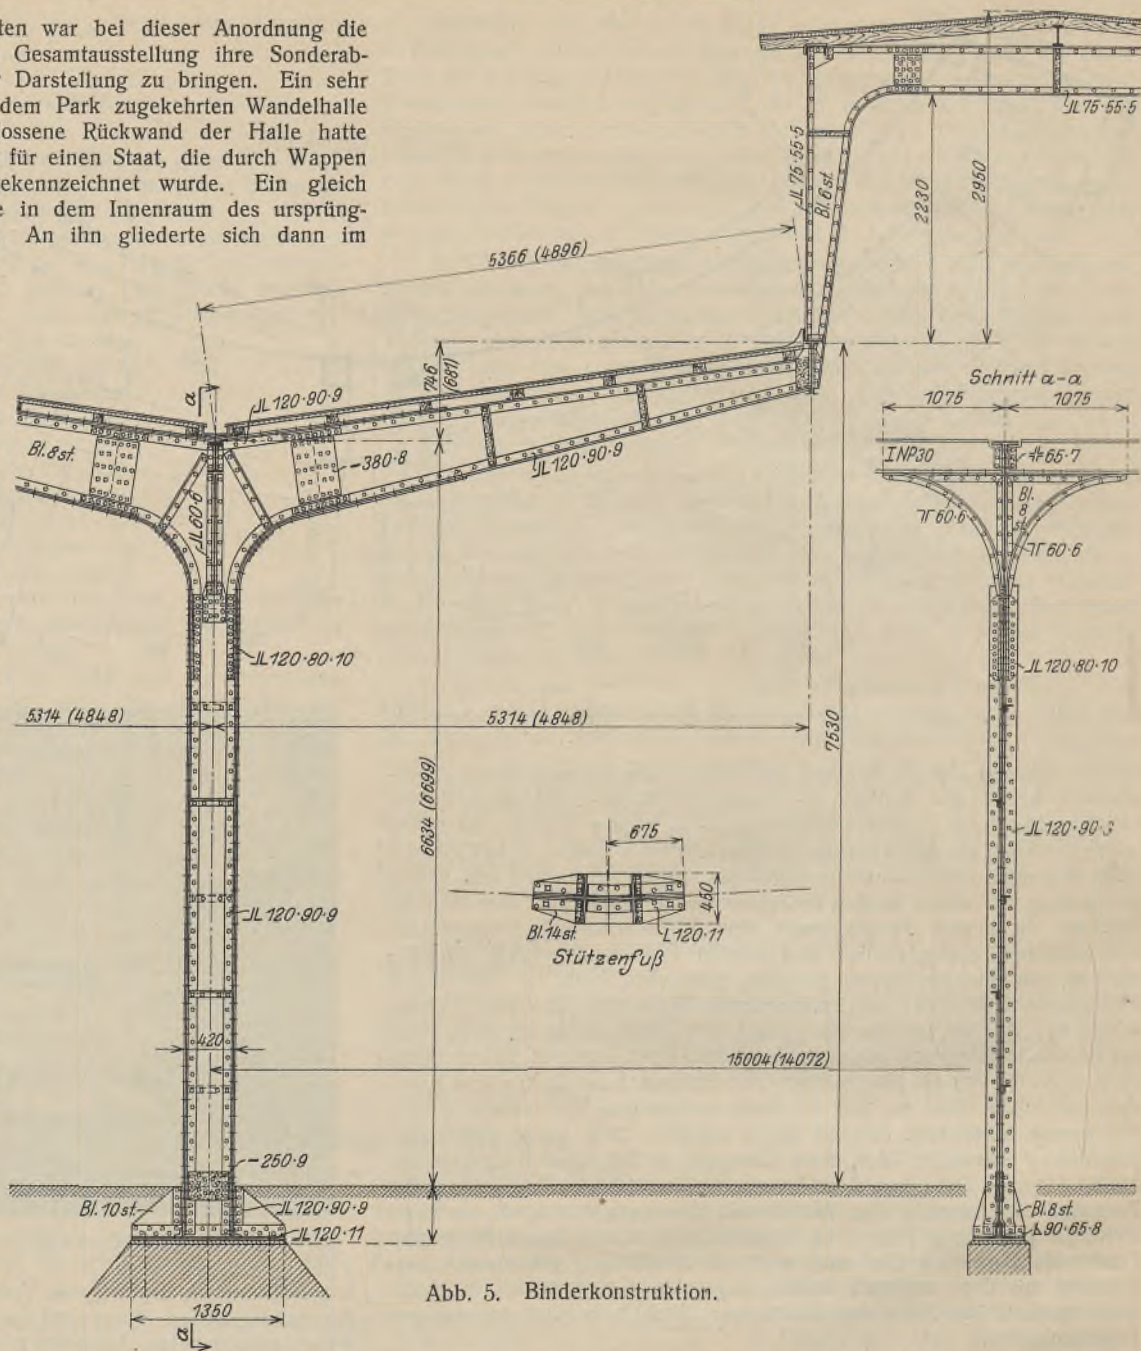 ten war bei dieser Anordnung die
Gesamtausstellung ihre Sonderab-
Darstellung zu bringen. Ein sehr
dem Park zugekehrten Wandelhalle
ossene Rückwand der Halle hatte
für einen Staat, die durch Wappen
ekennzeichnet wurde. Ein gleich
e in dem Innenraum des ursprüng-
An ihn gliederte sich dann im
JL 75·55·5
JL 75·55·5
Bl. 6 st.
2230
2950
5366 (4896)
746
(681)
a
JL 120·90·9
Bl. 8 st.
-380·8
JL 120·90·9
JL 60·6
Schnitt a-a
1075
1075
INP30
65·7
Bl.
8
st.
60·6
60·6
JL 120·80·10
JL 120·80·10
5314 (4848)
5314 (4848)
7530
6634 (6699)
675
450
Bl. 14 st.
L 120·11
Stützenfuß
JL 120·90·9
JL 120·90·
420
15004 (14072)
-250·9
Bl. 10 st.
JL 120·90·9
JL 120·11
Bl. 8 st.
90·65·8
1350
a
Abb. 5. Binderkonstruktion.